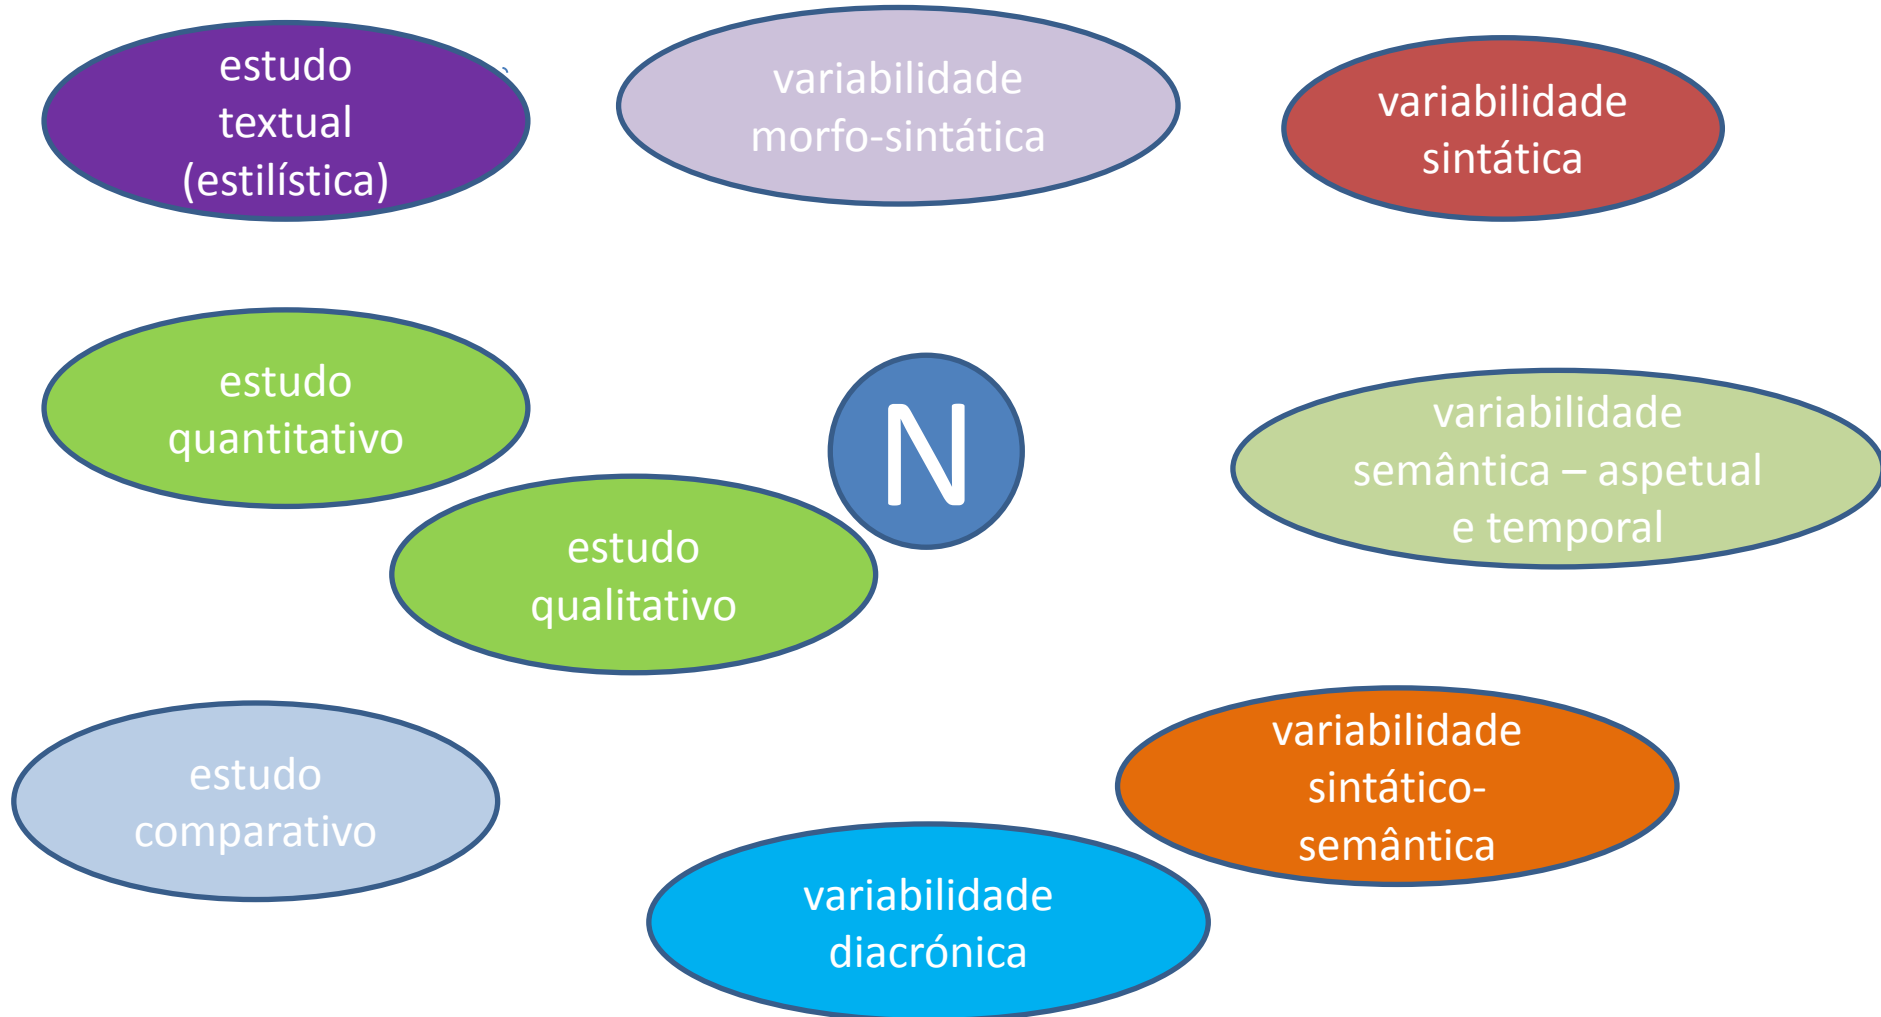 estudo
textual
(estilística)
variabilidade
morfo-sintática
variabilidade
sintática
estudo
quantitativo
N
variabilidade
semântica – aspetual
e temporal
estudo
qualitativo
variabilidade
sintático-
semântica
estudo
comparativo
variabilidade
diacrónica